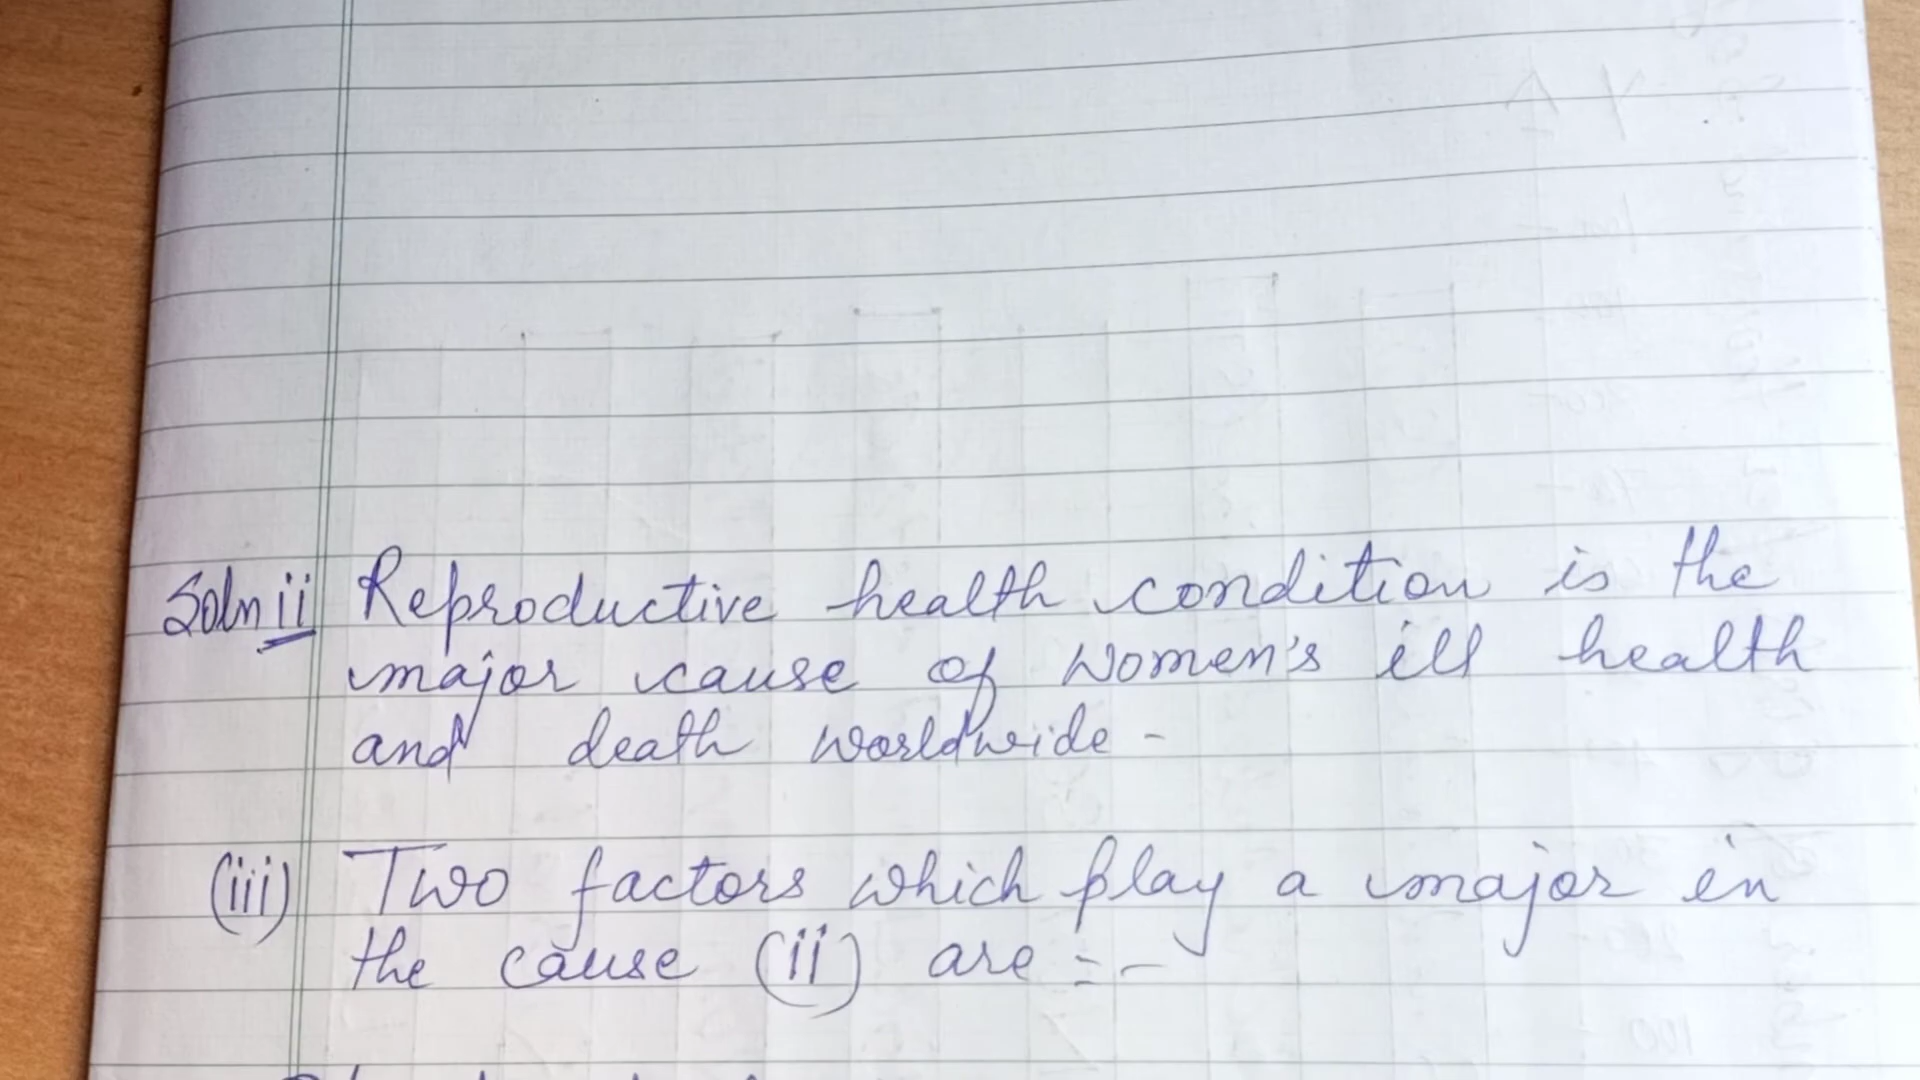 Soln ii Reproductive health condition is the
major cause of women's ill health
and death worldwide -
(iii) Two factors which play a major in
the cause (ii) are :-